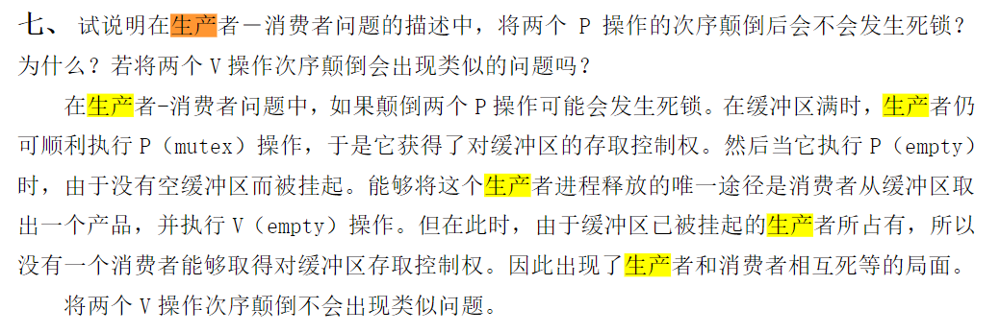 七、 试说明在生产者－消费者问题的描述中，将两个 P 操作的次序颠倒后会不会发生死锁？
为什么？若将两个 V 操作次序颠倒会出现类似的问题吗？
在生产者-消费者问题中，如果颠倒两个 P 操作可能会发生死锁。在缓冲区满时，生产者仍
可顺利执行 P（mutex）操作，于是它获得了对缓冲区的存取控制权。然后当它执行 P（empty）
时，由于没有空缓冲区而被挂起。能够将这个生产者进程释放的唯一途径是消费者从缓冲区取
出一个产品，并执行 V（empty）操作。但在此时，由于缓冲区已被挂起的生产者所占有，所以
没有一个消费者能够取得对缓冲区存取控制权。因此出现了生产者和消费者相互死等的局面。
将两个 V 操作次序颠倒不会出现类似问题。